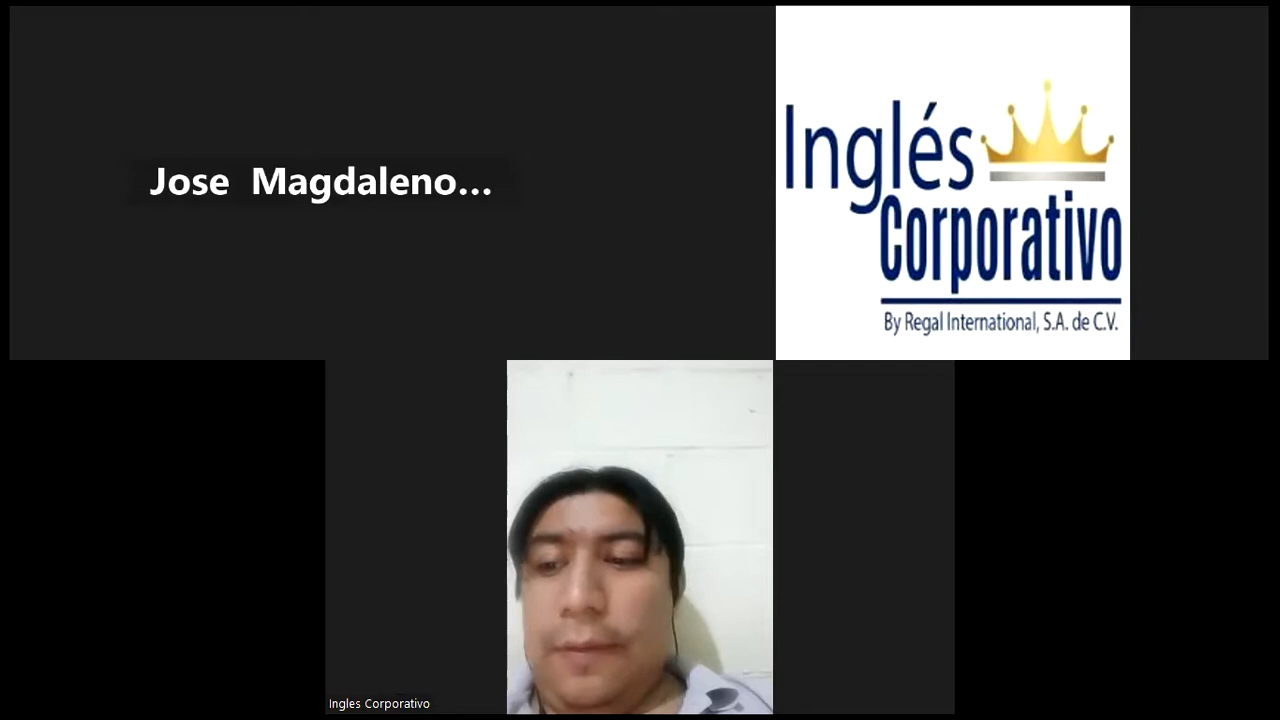 Jose Magdaleno...
Inglés
Corporativo
By Regal International, S.A. de C.V.
Ingles Corporativo